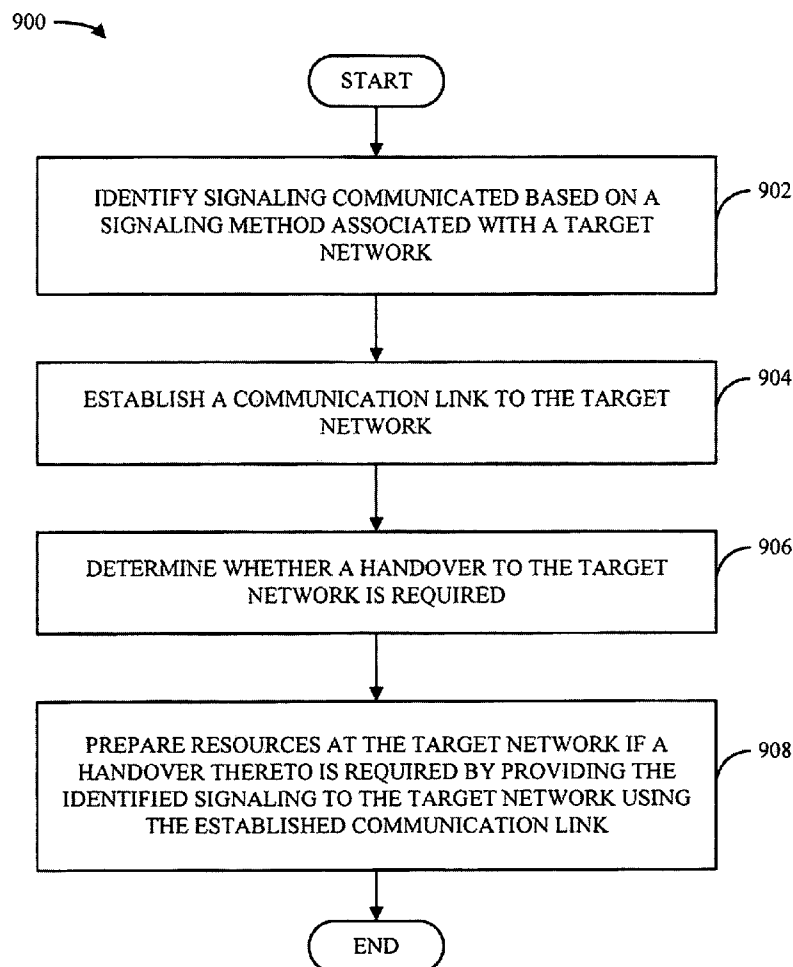 900
START
IDENTIFY SIGNALING COMMUNICATED BASED ON A
SIGNALING METHOD ASSOCIATED WITH A TARGET
NETWORK
902
ESTABLISH A COMMUNICATION LINK TO THE TARGET
NETWORK
904
DETERMINE WHETHER A HANDOVER TO THE TARGET
NETWORK IS REQUIRED
906
PREPARE RESOURCES AT THE TARGET NETWORK IF A
HANDOVER THERETO IS REQUIRED BY PROVIDING THE
IDENTIFIED SIGNALING TO THE TARGET NETWORK USING
THE ESTABLISHED COMMUNICATION LINK
908
END